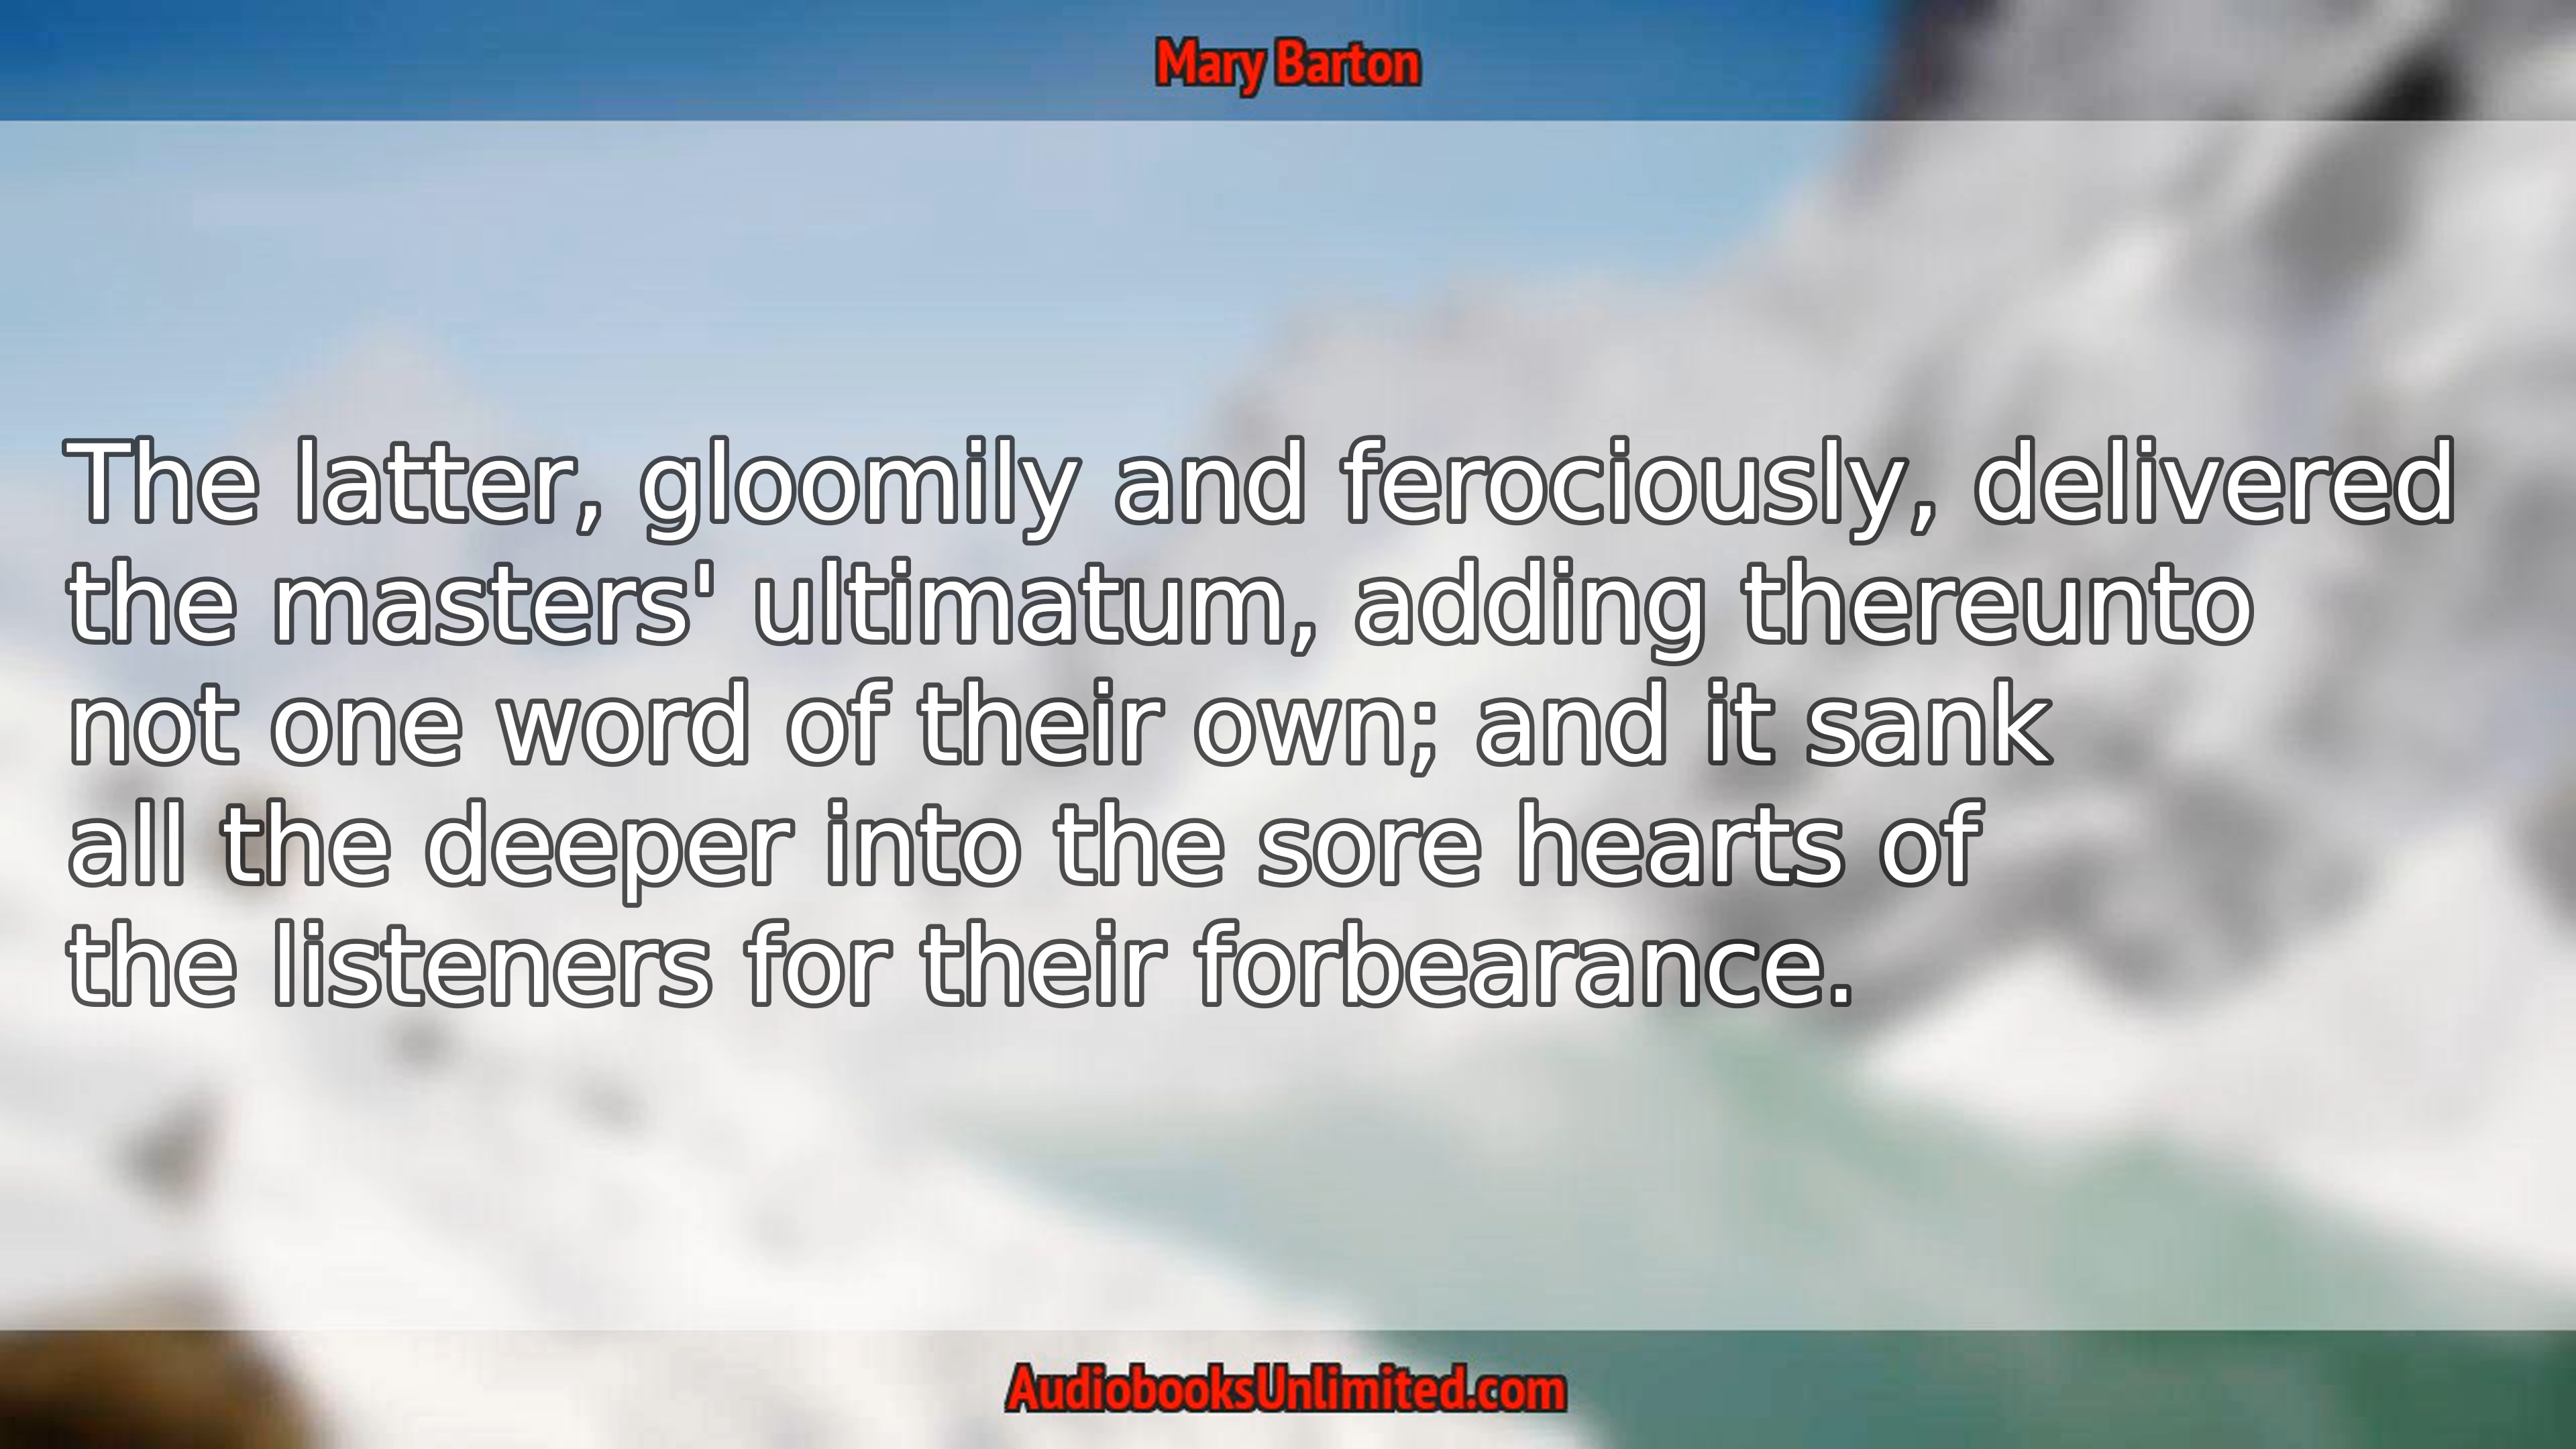 Mary Barton
The latter, gloomily and ferociously, delivered
the masters' ultimatum, adding thereunto
not one word of their own; and it sank
all the deeper into the sore hearts of
the listeners for their forbearance.
AudiobooksUnlimited.com